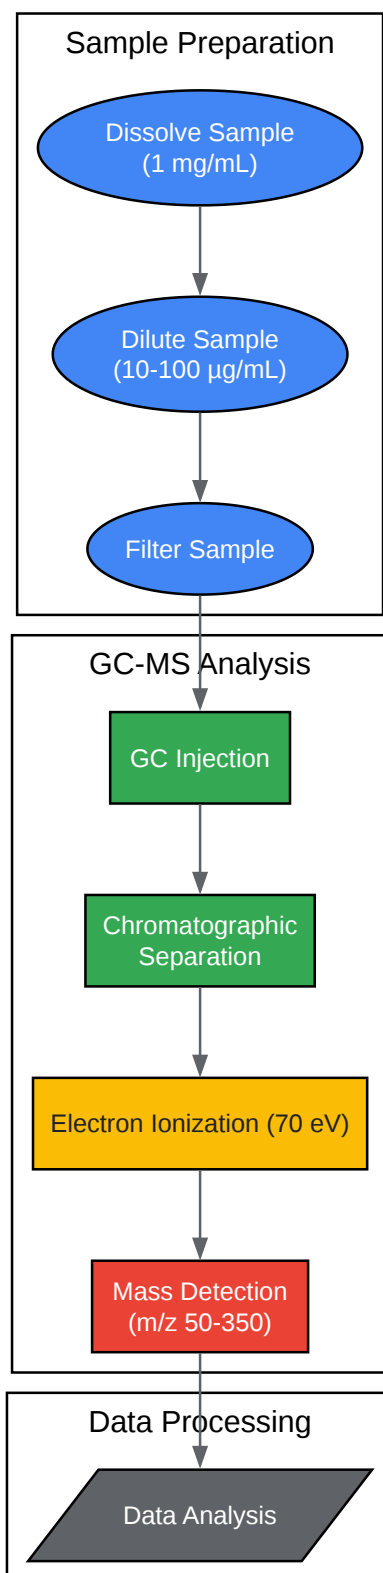 Sample Preparation
Dissolve Sample
(1 mg/mL)
Dilute Sample
(10-100 µg/mL)
Filter Sample
GC-MS Analysis
GC Injection
Chromatographic
Separation
Electron Ionization (70 eV)
Mass Detection
(m/z 50-350)
Data Processing
Data Analysis